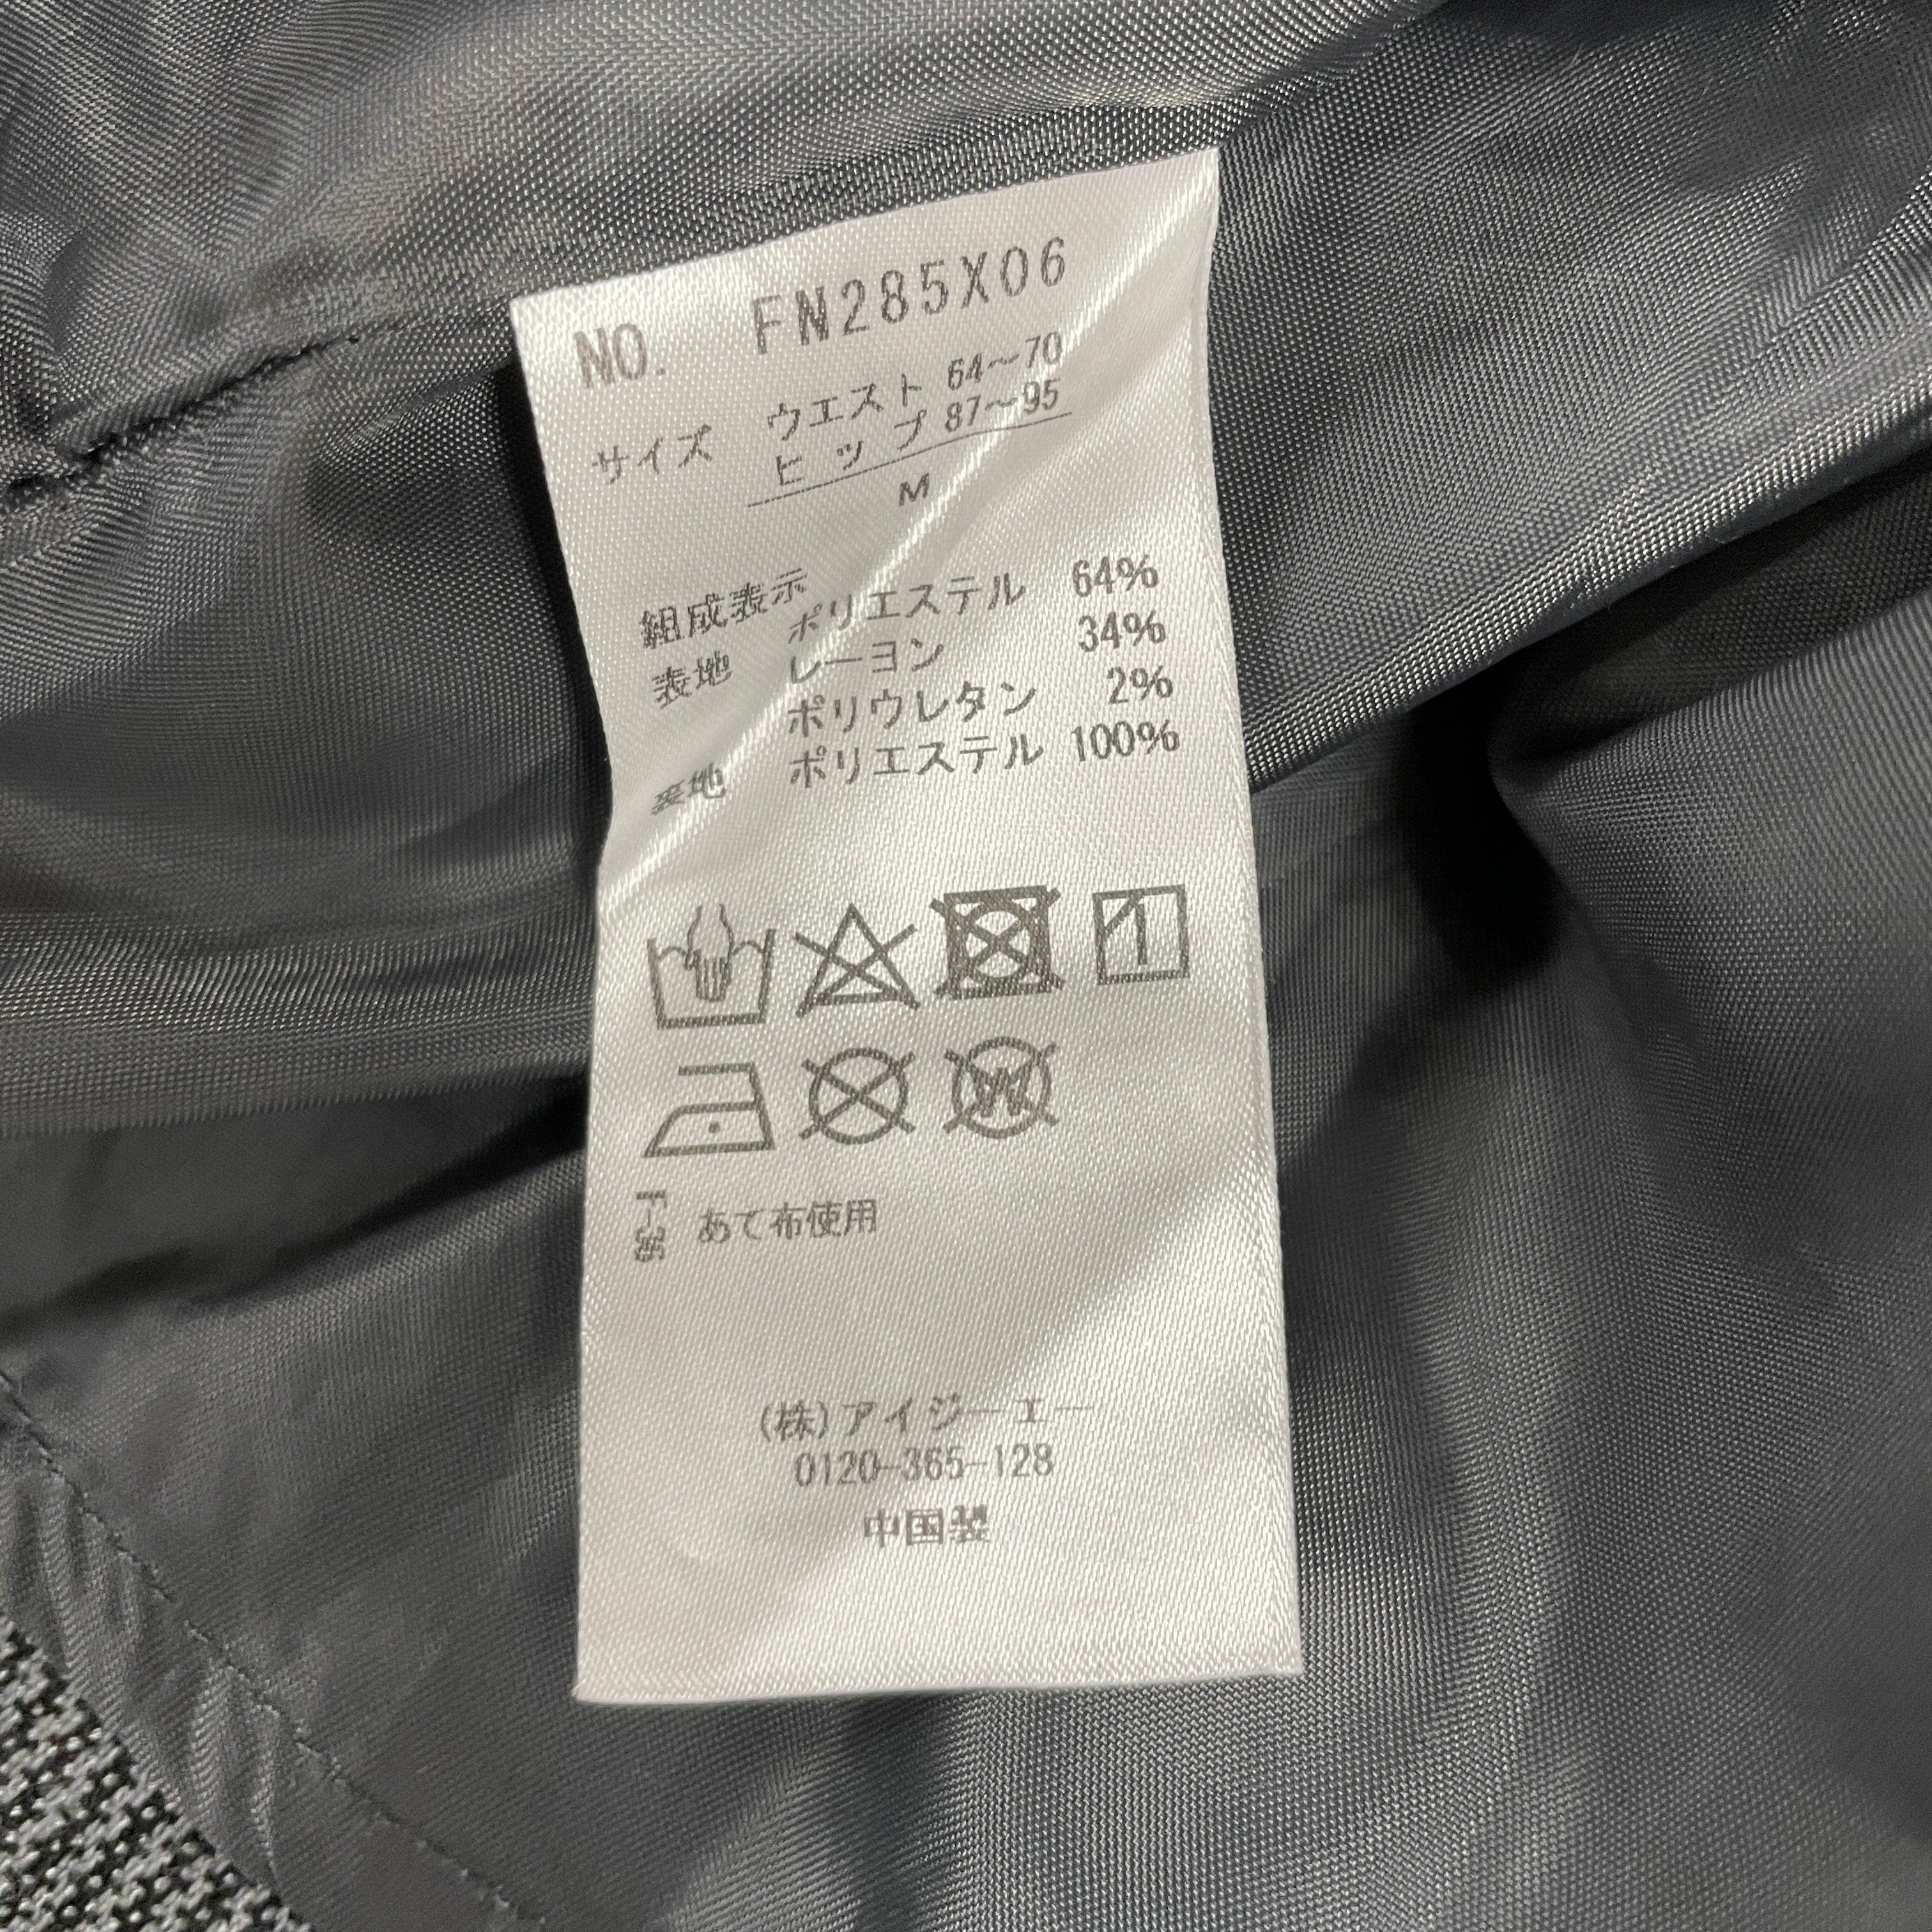 NO. FN285X06
サイズ ウエスト 64〜70
ヒップ 87〜95
M
組成表示
表地 ポリエステル 64%
レーヨン 34%
ポリウレタン 2%
裏地 ポリエステル 100%
あて布使用
(株)アイジーエー
0120-365-128
中国製